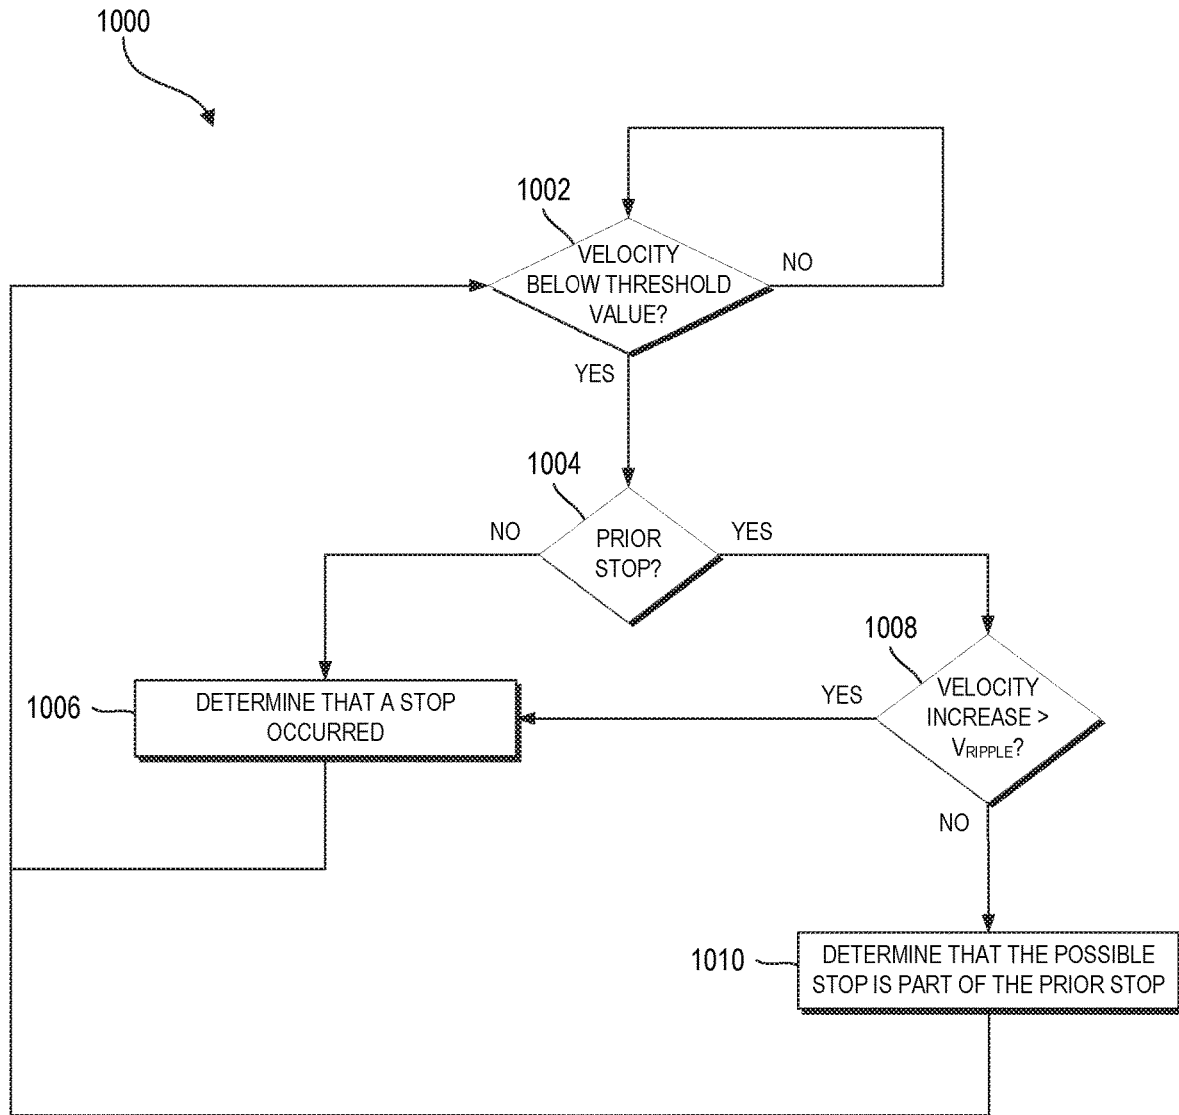 1000
1002
VELOCITY
BELOW THRESHOLD
VALUE?
NO
YES
1004
NO
PRIOR
STOP?
YES
1008
1006
DETERMINE THAT A STOP
OCCURRED
YES
VELOCITY
INCREASE >
VRIPPLE?
NO
1010
DETERMINE THAT THE POSSIBLE
STOP IS PART OF THE PRIOR STOP